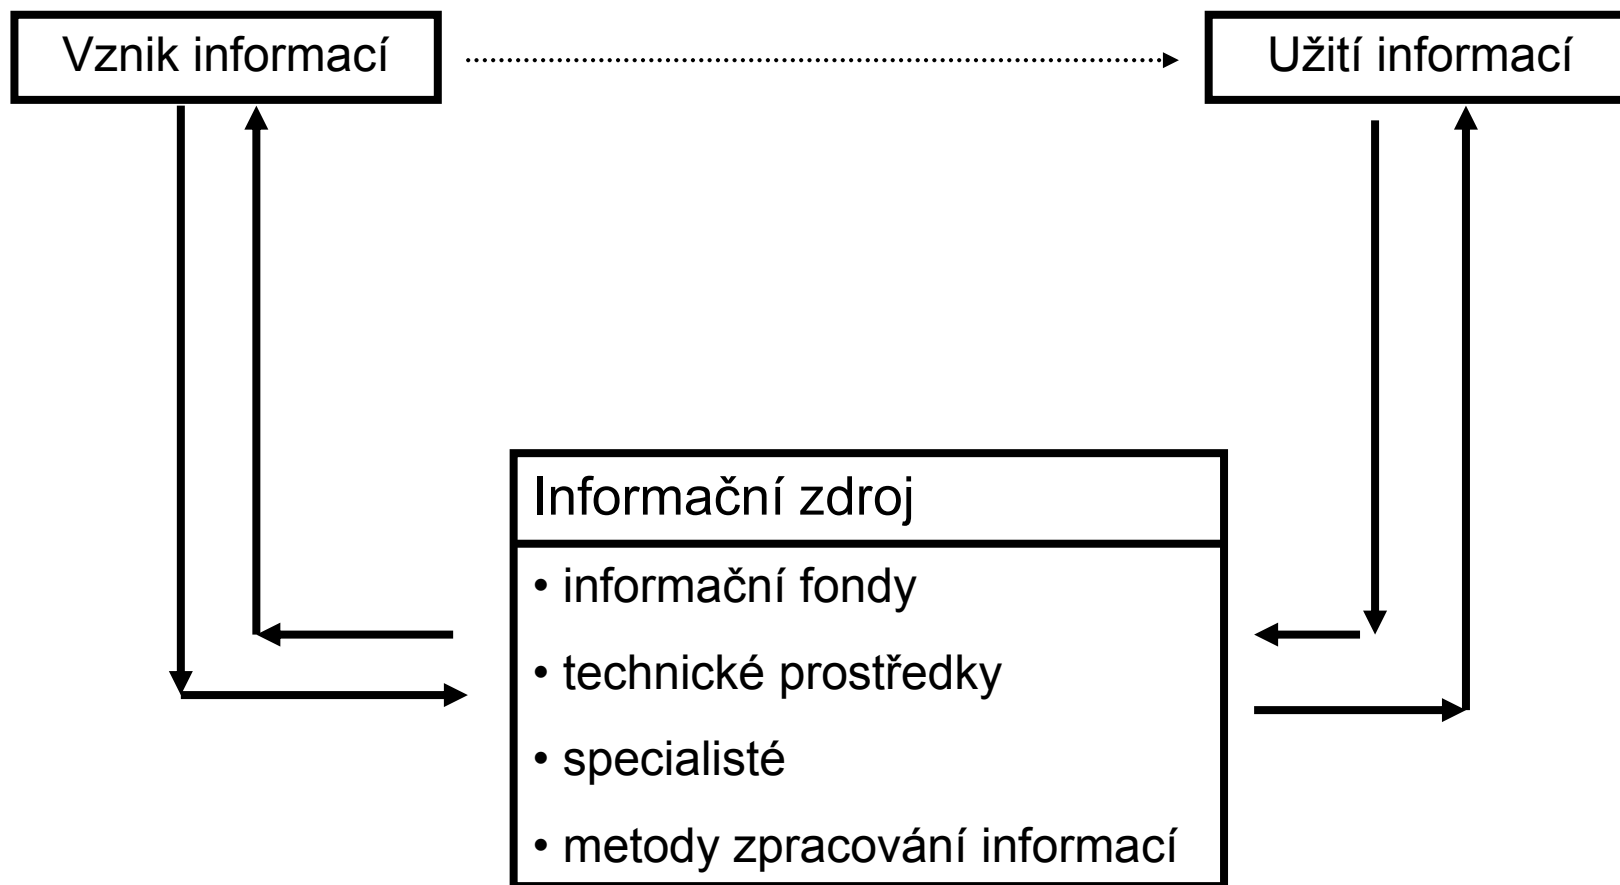 Vznik informací
Užití informací
Informační zdroj
• informační fondy
• technické prostředky
• specialisté
• metody zpracování informací